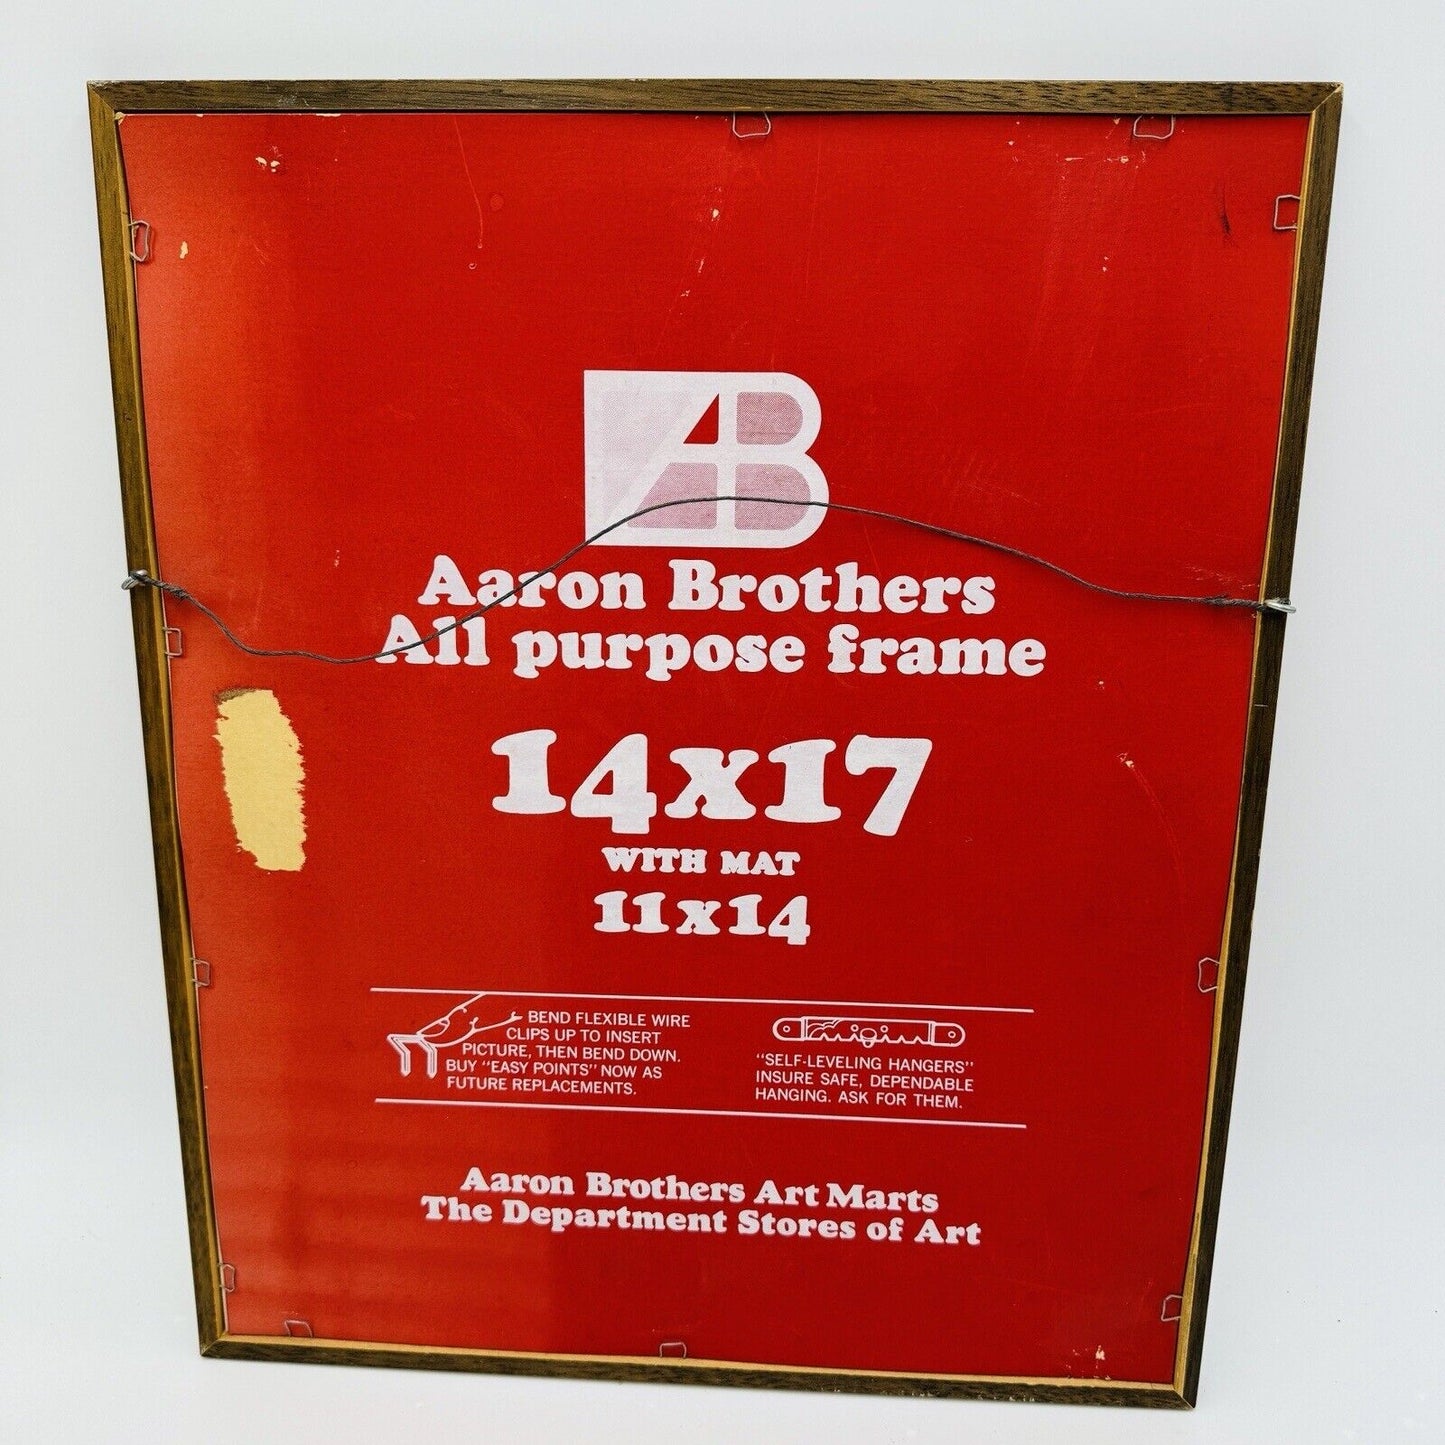 AB
Aaron Brothers
All purpose frame
14x17
WITH MAT
11x14
BEND FLEXIBLE WIRE
CLIPS UP TO INSERT
PICTURE, THEN BEND DOWN.
BUY "EASY POINTS" NOW AS
FUTURE REPLACEMENTS.
"SELF-LEVELING HANGERS"
INSURE SAFE, DEPENDABLE
HANGING. ASK FOR THEM.
Aaron Brothers Art Marts
The Department Stores of Art